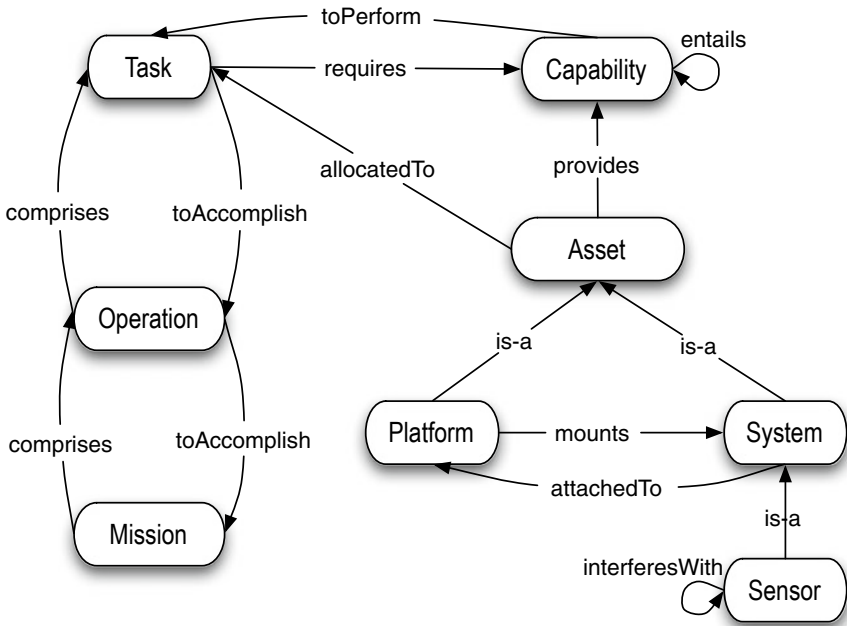 toPerform
Task
requires
Capability
entails
allocatedTo
provides
comprises
toAccomplish
Asset
Operation
is-a
is-a
comprises
toAccomplish
Platform
mounts
System
attachedTo
Mission
is-a
interferesWith
Sensor